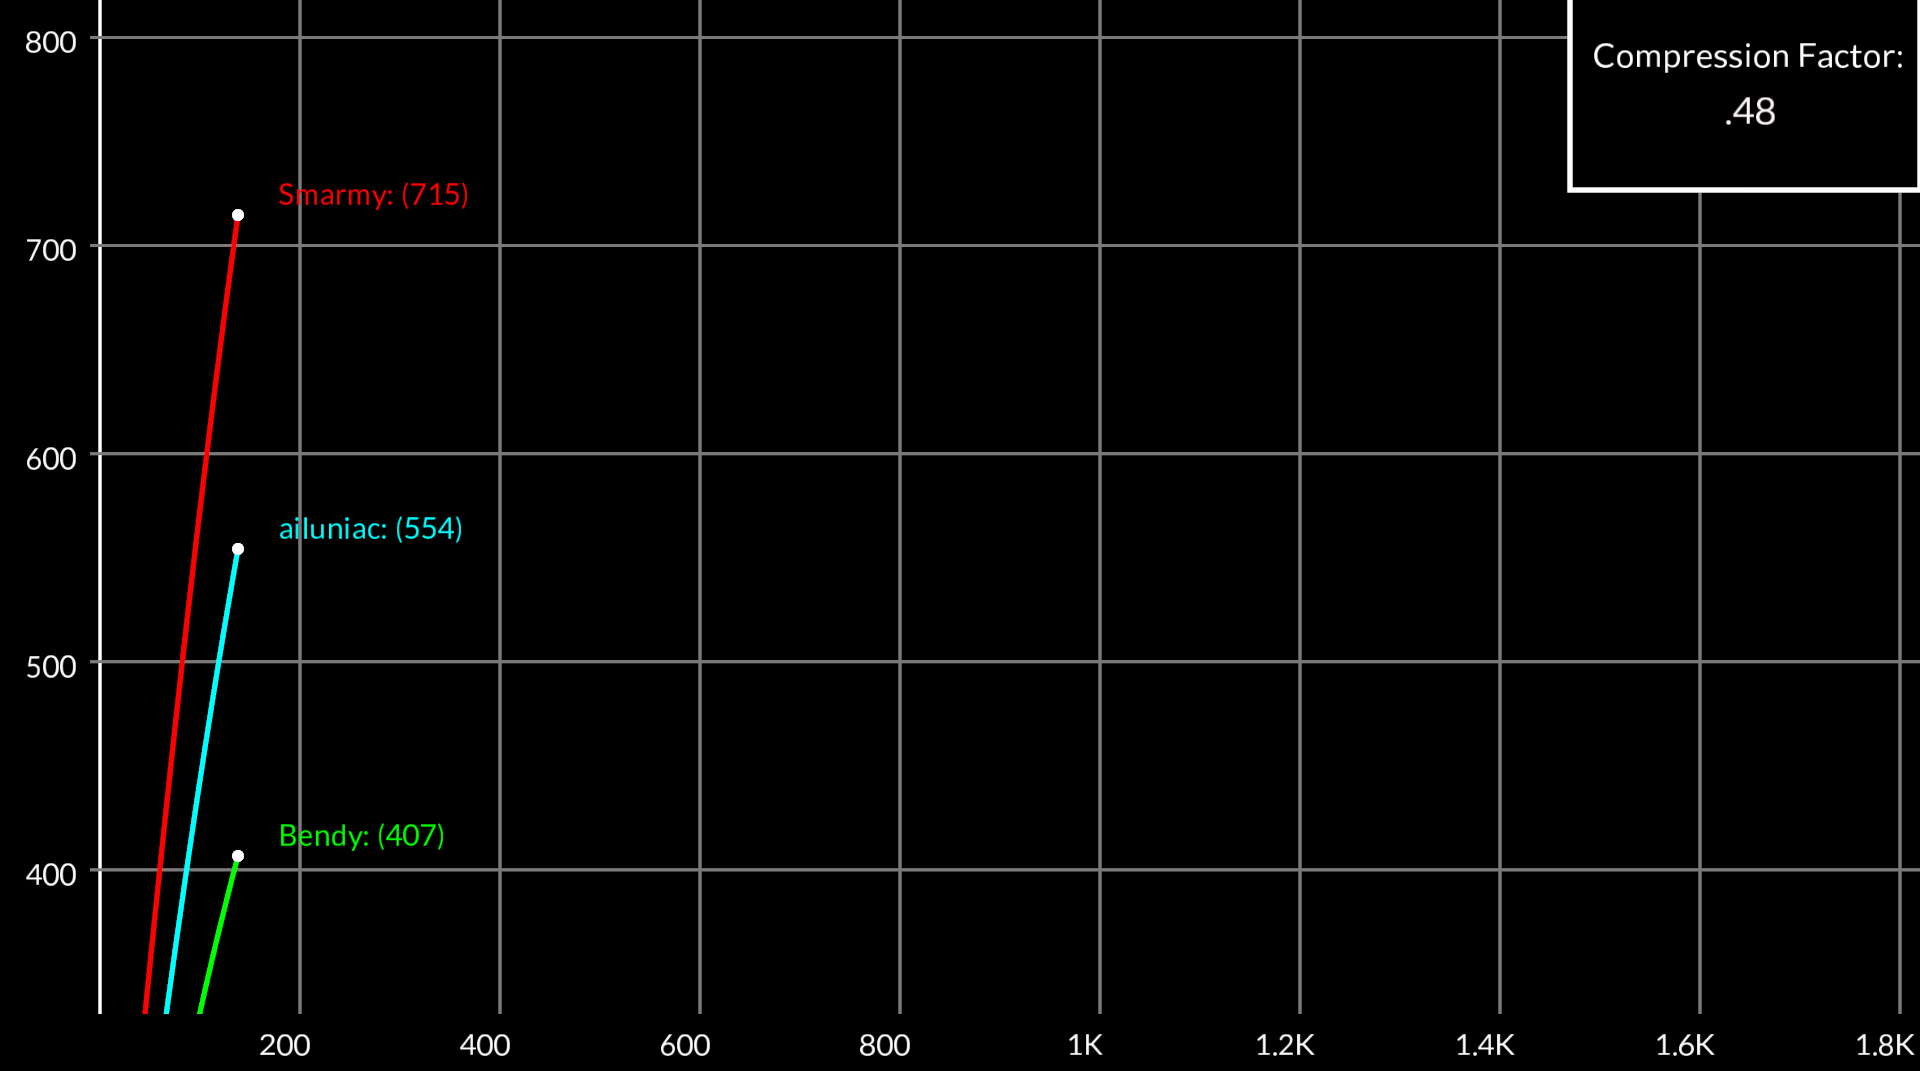 800
Compression Factor:
.48
Smarmy: (715)
700
600
ailuniac: (554)
500
Bendy: (407)
400
200 400 600 800 1K 1.2K 1.4K 1.6K 1.8K